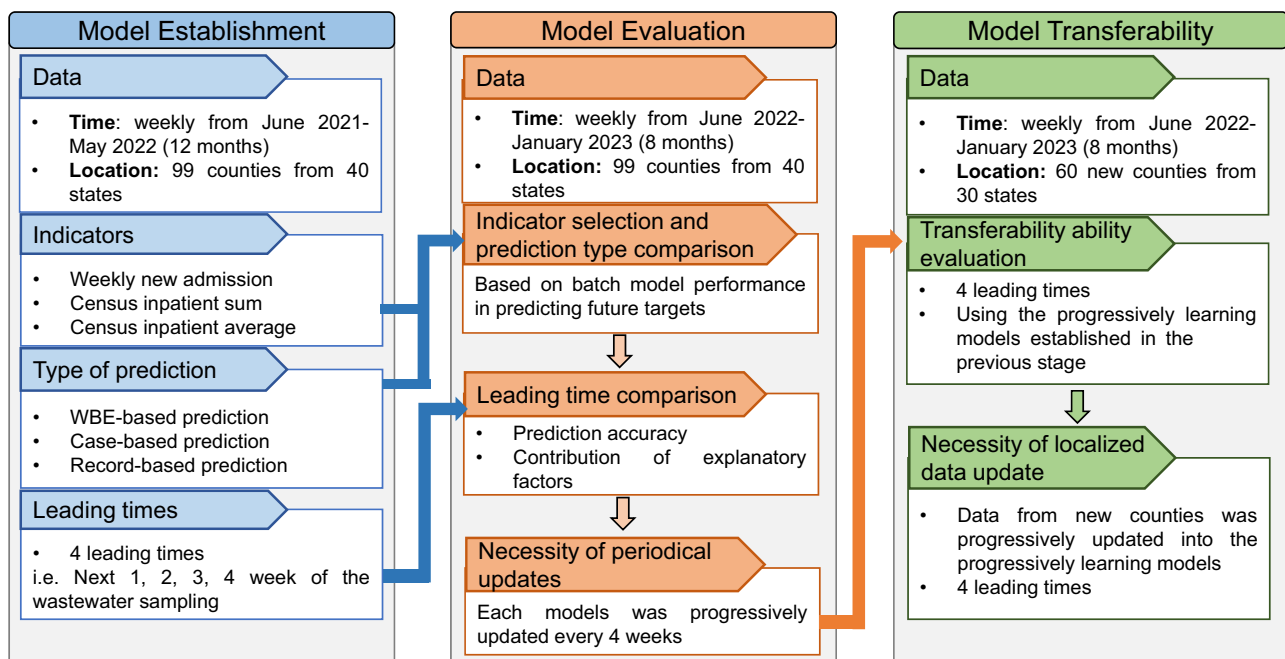 Model Establishment
Data
• Time: weekly from June 2021-
May 2022 (12 months)
• Location: 99 counties from 40
states
Indicators
• Weekly new admission
• Census inpatient sum
• Census inpatient average
Type of prediction
• WBE-based prediction
• Case-based prediction
• Record-based prediction
Leading times
• 4 leading times
i.e. Next 1, 2, 3, 4 week of the
wastewater sampling
Model Evaluation
Data
• Time: weekly from June 2022-
January 2023 (8 months)
• Location: 99 counties from 40
states
Indicator selection and
prediction type comparison
Based on batch model performance
in predicting future targets
Leading time comparison
• Prediction accuracy
• Contribution of explanatory
factors
Necessity of periodical
updates
Each models was progressively
updated every 4 weeks
Model Transferability
Data
• Time: weekly from June 2022-
January 2023 (8 months)
• Location: 60 new counties from
30 states
Transferability ability
evaluation
• 4 leading times
• Using the progressively learning
models established in the
previous stage
Necessity of localized
data update
• Data from new counties was
progressively updated into the
progressively learning models
• 4 leading times